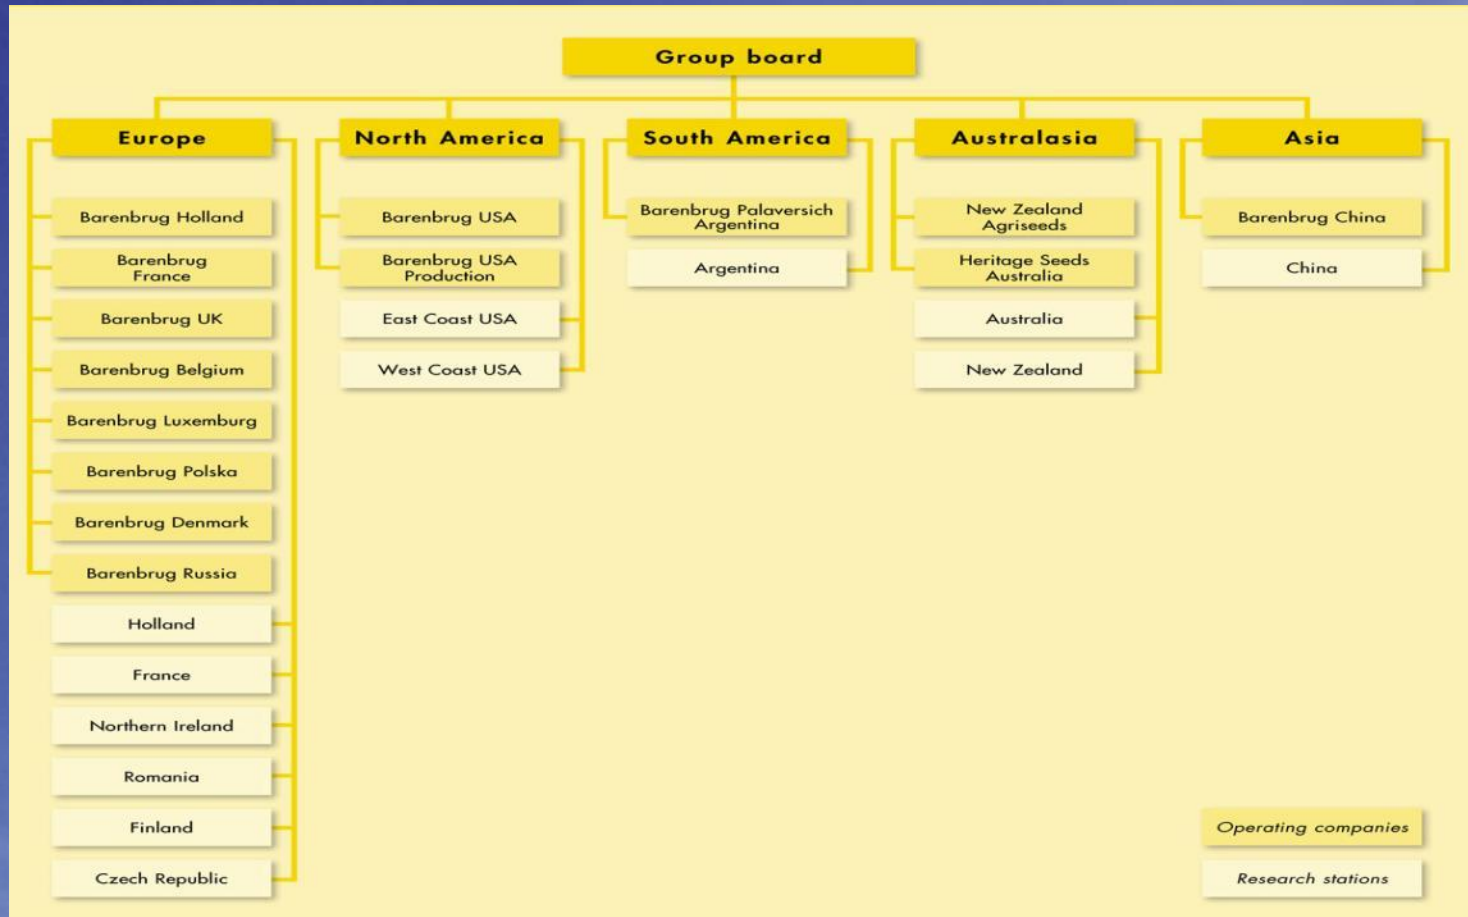 Group board
Europe
North America
South America
Australasia
Asia
Barenbrug Holland
Barenbrug
France
Barenbrug UK
Barenbrug Belgium
Barenbrug Luxemburg
Barenbrug Polska
Barenbrug Denmark
Barenbrug Russia
Holland
France
Northern Ireland
Romania
Finland
Czech Republic
Barenbrug USA
Barenbrug USA
Production
East Coast USA
West Coast USA
Barenbrug Palaversich
Argentina
Argentina
New Zealand
Agriseeds
Heritage Seeds
Australia
Australia
New Zealand
Barenbrug China
China
Operating companies
Research stations